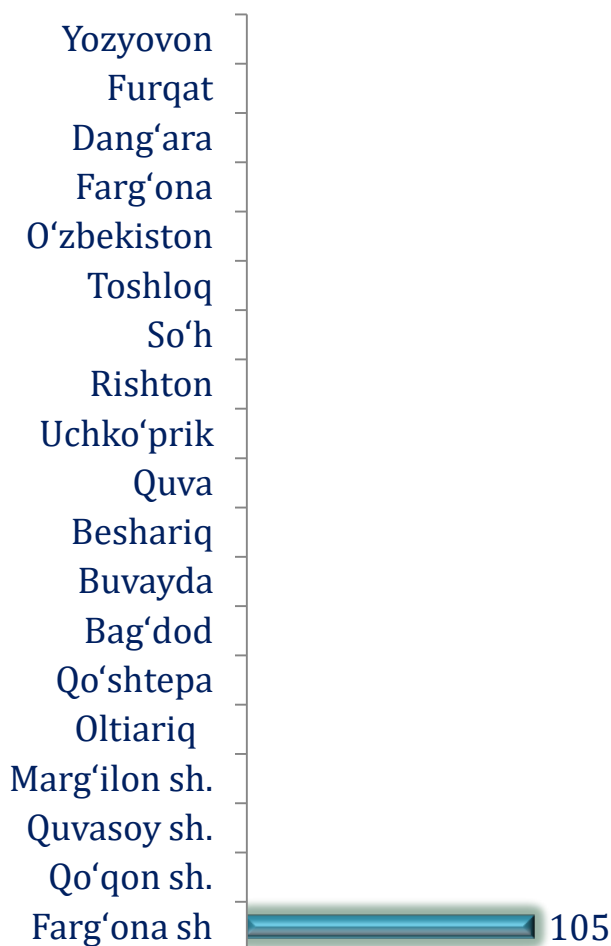 Yozyovon
Furqat
Dang‘ara
Farg‘ona
O‘zbekiston
Toshloq
So‘h
Rishton
Uchko‘prik
Quva
Beshariq
Buvayda
Bag‘dod
Qo‘shtepa
Oltiariq
Marg‘ilon sh.
Quvasoy sh.
Qo‘qon sh.
Farg‘ona sh 105